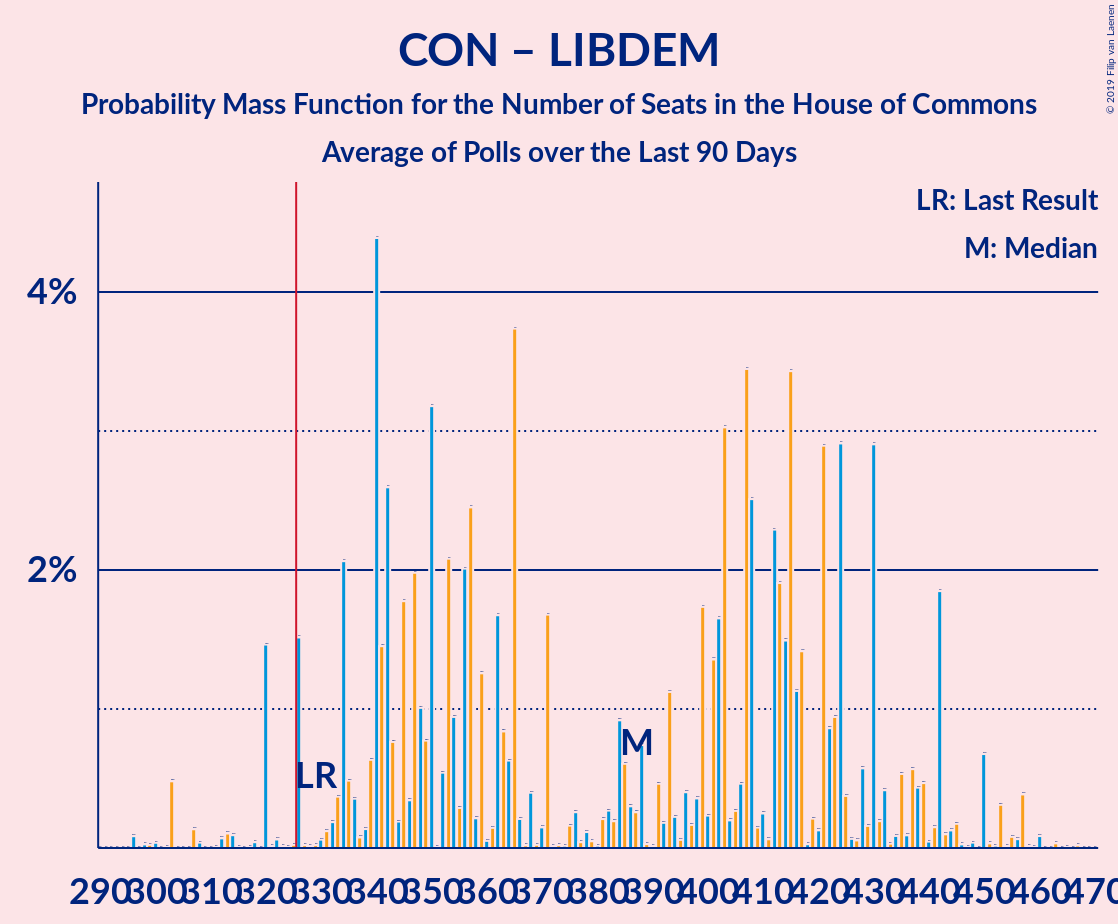 CON – LIBDEM
Probability Mass Function for the Number of Seats in the House of Commons
Average of Polls over the Last 90 Days
© 2019 Filip van Laenen
LR: Last Result
M: Median
4%
2%
LR
M
290 300 310 320 330 340 350 360 370 380 390 400 410 420 430 440 450 460 470